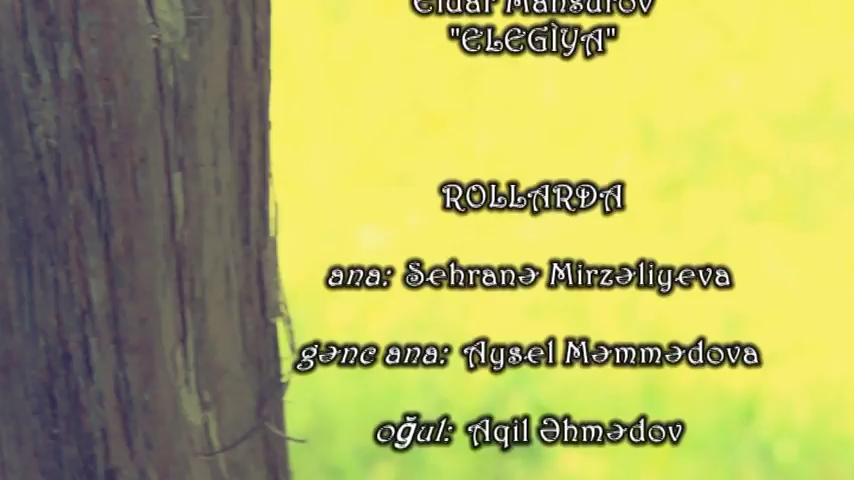 Eldar Mansurov
"ELEGİYA"
ROLLARDA
ana: Sehranə Mirzəliyeva
gənc ana: Aysel Məmmədova
oğul: Aqil Əhmədov